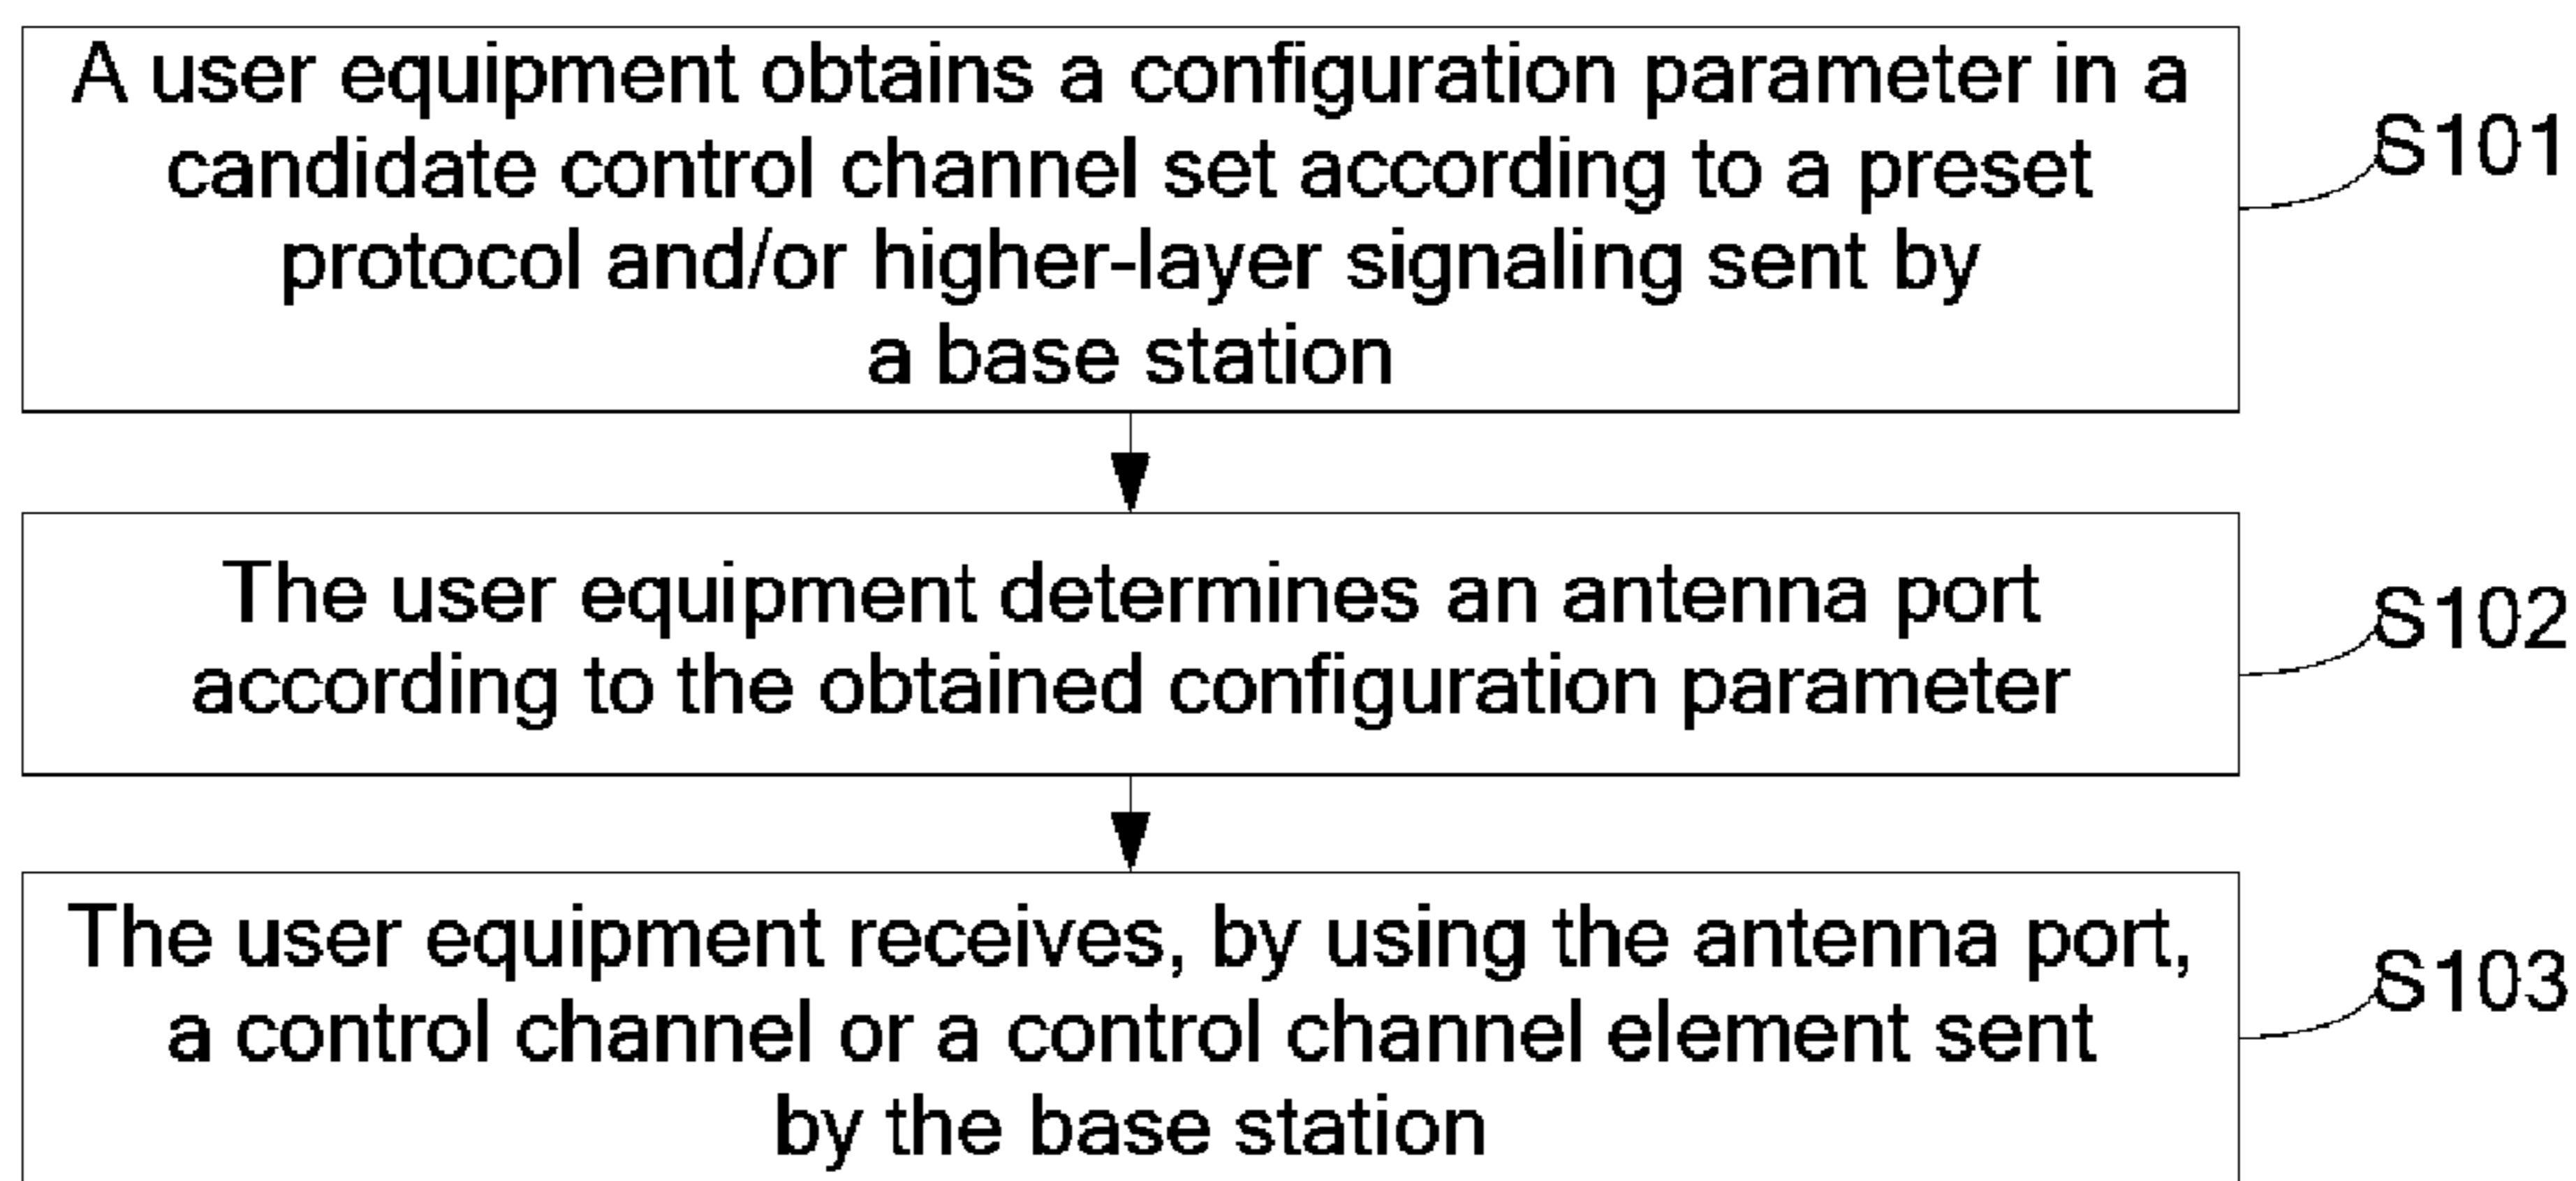 A user equipment obtains a configuration parameter in a
candidate control channel set according to a preset
protocol and/or higher-layer signaling sent by
a base station
S101
The user equipment determines an antenna port
according to the obtained configuration parameter
S102
The user equipment receives, by using the antenna port,
a control channel or a control channel element sent
by the base station
S103